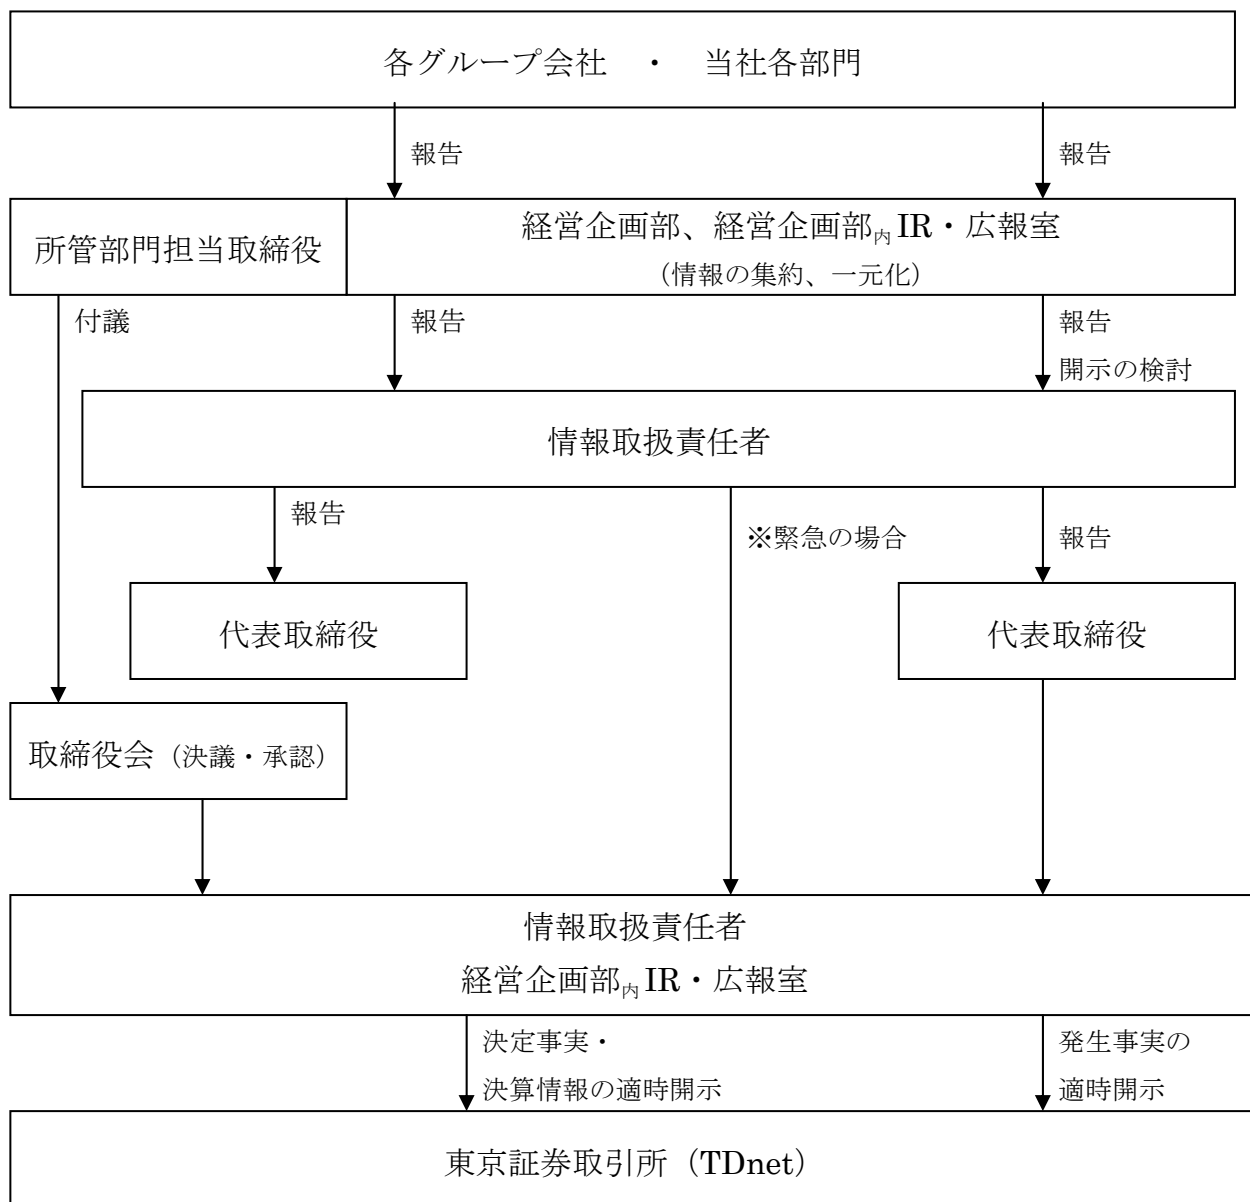 各グループ会社 ・ 当社各部門
報告
報告
所管部門担当取締役
経営企画部、経営企画部内IR・広報室
（情報の集約、一元化）
付議
報告
報告
開示の検討
情報取扱責任者
報告
※緊急の場合
報告
代表取締役
代表取締役
取締役会（決議・承認）
情報取扱責任者
経営企画部内IR・広報室
決定事実・
決算情報の適時開示
発生事実の
適時開示
東京証券取引所（TDnet）